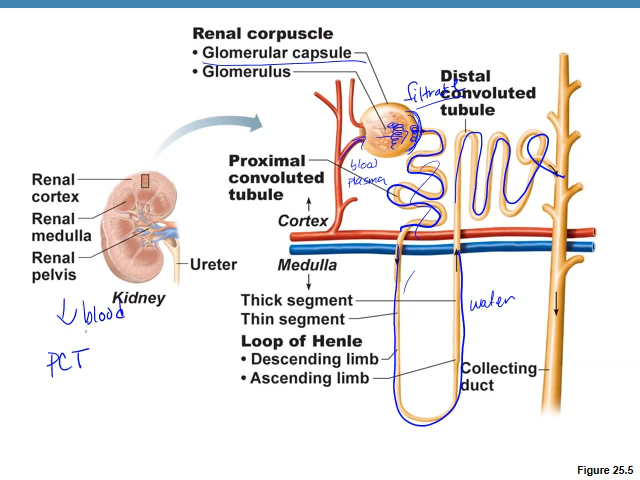 Renal corpuscle
• Glomerular capsule
• Glomerulus
filtrate
Distal
convoluted
tubule
blood
plasma
Proximal
convoluted
tubule
Renal
cortex
Renal
medulla
Renal
pelvis
Ureter
Kidney
Cortex
Medulla
Thick segment
Thin segment
Loop of Henle
• Descending limb
• Ascending limb
water
Collecting
duct
↓ blood
PCT
Figure 25.5